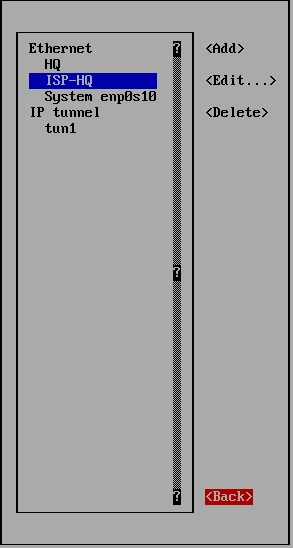 Ethernet ? <Add>
HQ
ISP-HQ <Edit...>
System enp0s10
IP tunnel <Delete>
tun1
?
? <Back>